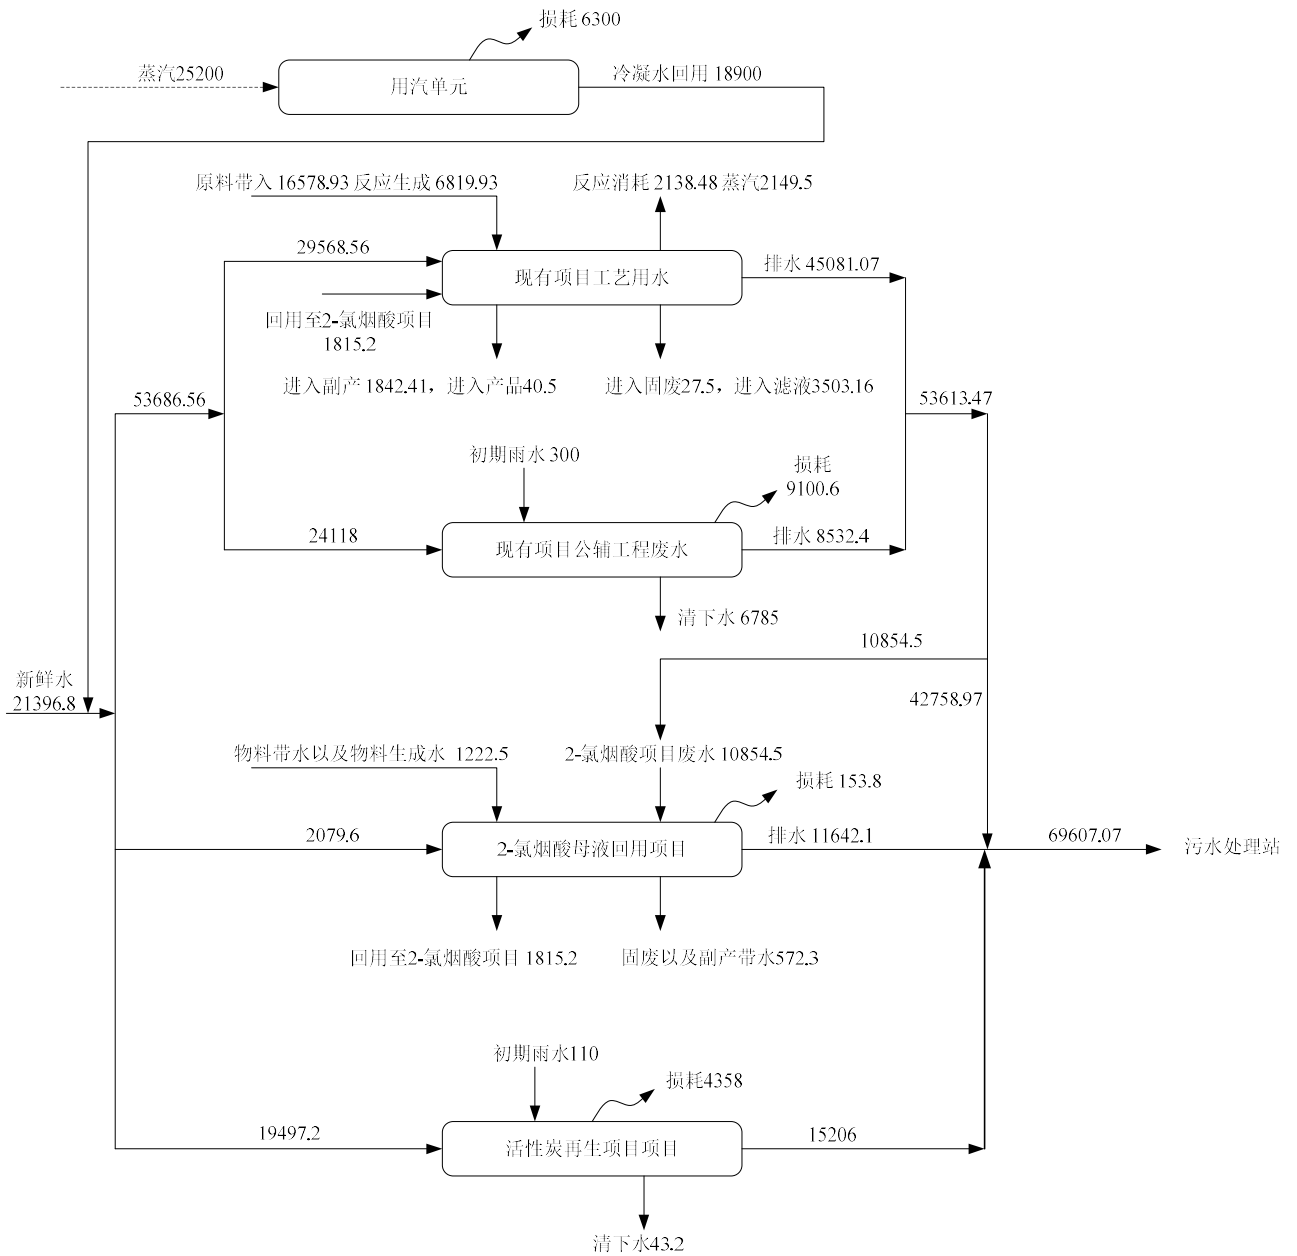 损耗 6300
蒸汽25200
用汽单元
冷凝水回用 18900
原料带入 16578.93 反应生成 6819.93
反应消耗 2138.48 蒸汽2149.5
29568.56
现有项目工艺用水
排水 45081.07
回用至2-氯烟酸项目
1815.2
进入副产 1842.41，进入产品40.5
进入固废27.5，进入滤液3503.16
53686.56
53613.47
初期雨水 300
损耗
9100.6
24118
现有项目公辅工程废水
排水 8532.4
清下水 6785
10854.5
新鲜水
21396.8
42758.97
物料带水以及物料生成水 1222.5
2-氯烟酸项目废水 10854.5
损耗 153.8
2079.6
2-氯烟酸母液回用项目
排水 11642.1
69607.07
污水处理站
回用至2-氯烟酸项目 1815.2
固废以及副产带水572.3
初期雨水110
损耗4358
19497.2
活性炭再生项目项目
15206
清下水43.2